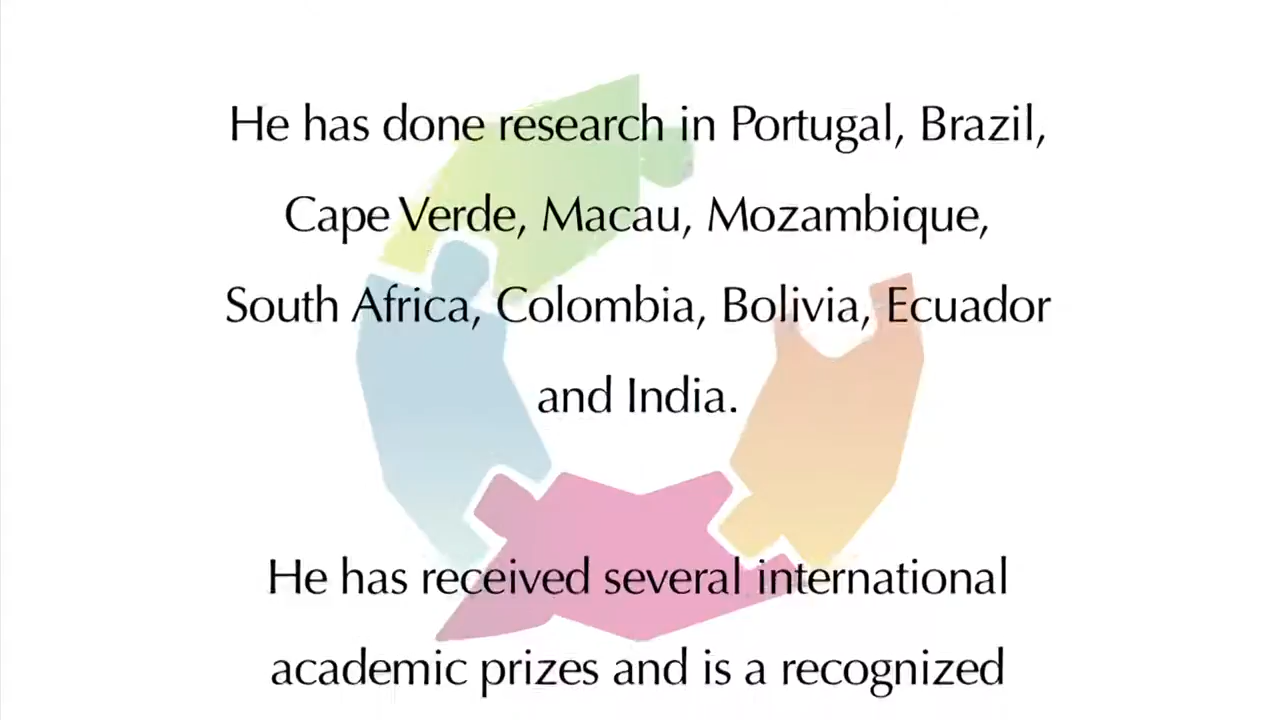 He has done research in Portugal, Brazil,
Cape Verde, Macau, Mozambique,
South Africa, Colombia, Bolivia, Ecuador
and India.
He has received several international
academic prizes and is a recognized